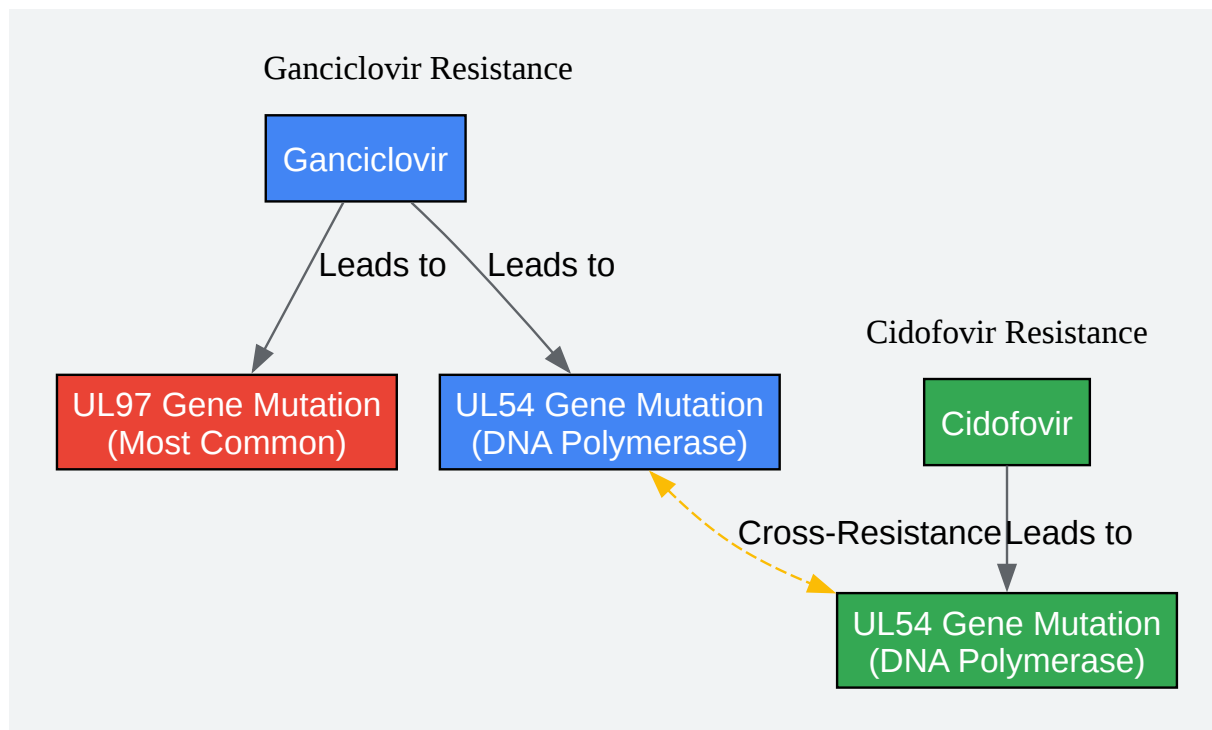 Ganciclovir Resistance
Ganciclovir
Leads to
Leads to
UL97 Gene Mutation
(Most Common)
UL54 Gene Mutation
(DNA Polymerase)
Cidofovir Resistance
Cidofovir
Cross-Resistance
Leads to
UL54 Gene Mutation
(DNA Polymerase)